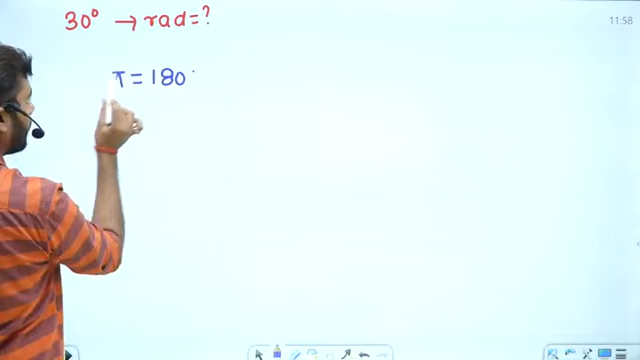 30° → rad = ?
11:58
π = 180